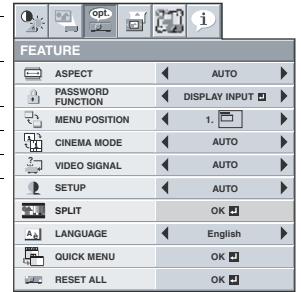 opt.
i
FEATURE
ASPECT AUTO
PASSWORD FUNCTION DISPLAY INPUT
MENU POSITION 1.
CINEMA MODE AUTO
VIDEO SIGNAL AUTO
SETUP AUTO
SPLIT OK
LANGUAGE English
QUICK MENU OK
RESET ALL OK